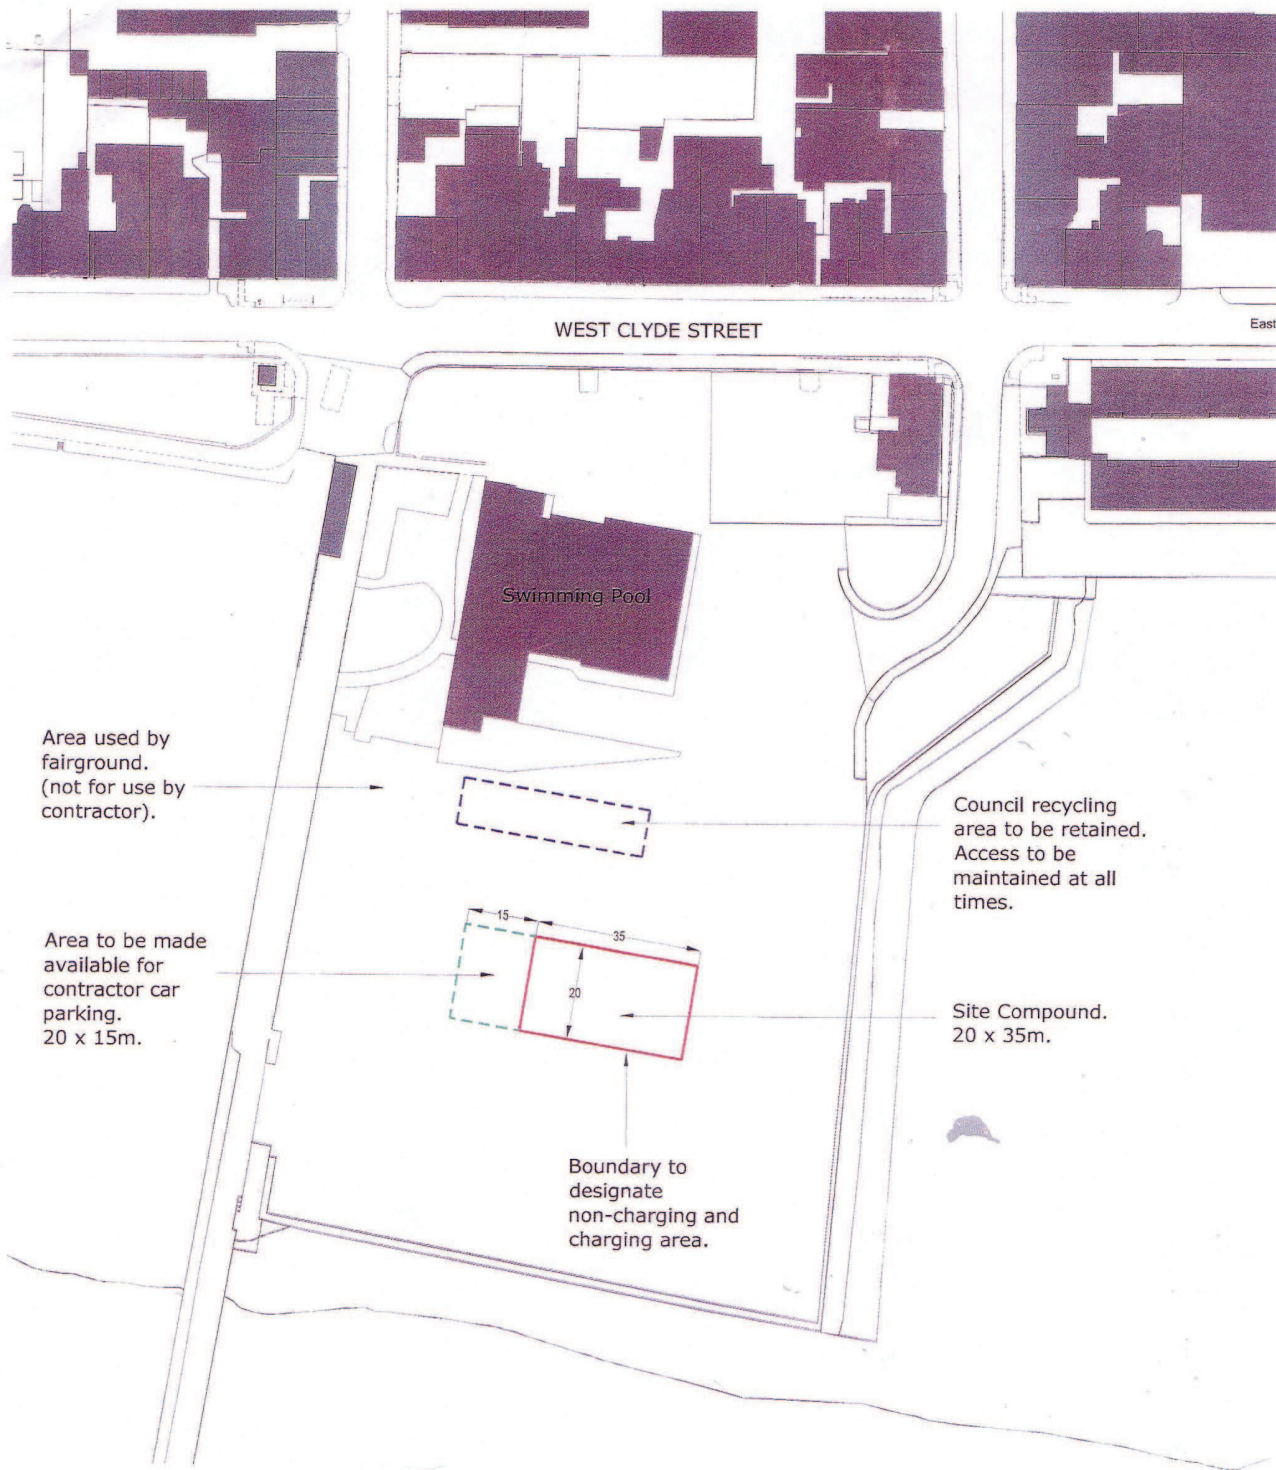 WEST CLYDE STREET
East
Swimming Pool
Area used by
fairground.
(not for use by
contractor).
Council recycling
area to be retained.
Access to be
maintained at all
times.
15
35
20
Area to be made
available for
contractor car
parking.
20 x 15m.
Site Compound.
20 x 35m.
Boundary to
designate
non-charging and
charging area.